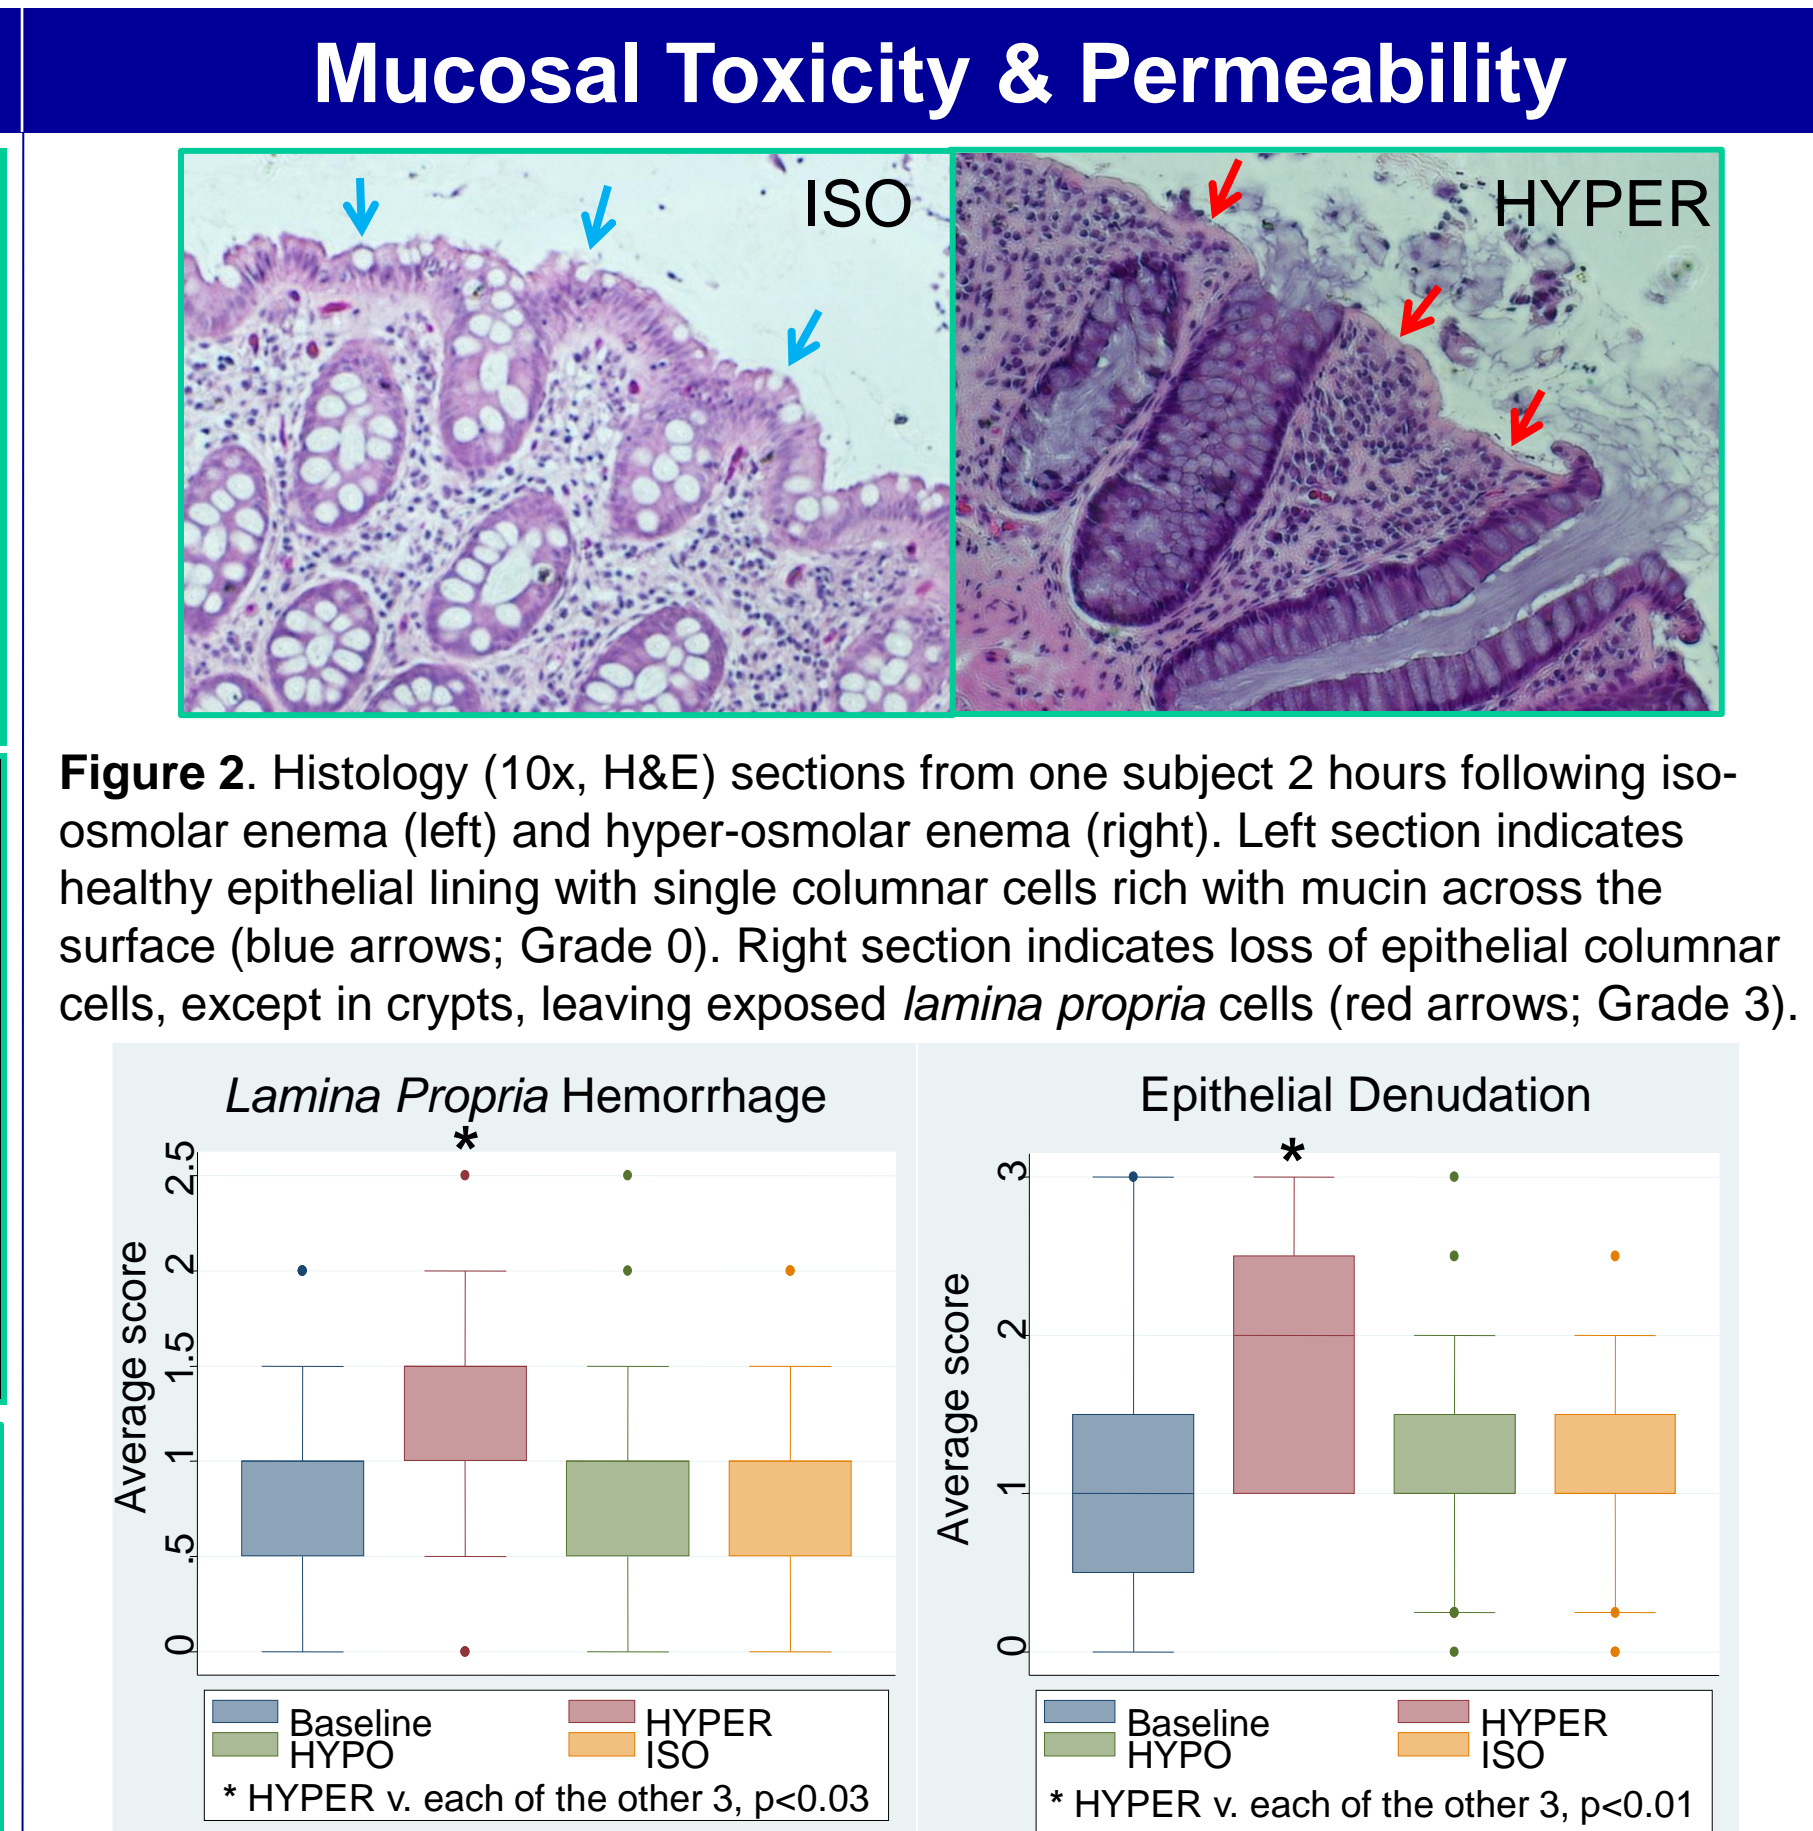 Mucosal Toxicity & Permeability
ISO
HYPER
Figure 2. Histology (10x, H&E) sections from one subject 2 hours following iso-
osmolar enema (left) and hyper-osmolar enema (right). Left section indicates
healthy epithelial lining with single columnar cells rich with mucin across the
surface (blue arrows; Grade 0). Right section indicates loss of epithelial columnar
cells, except in crypts, leaving exposed lamina propria cells (red arrows; Grade 3).
Lamina Propria Hemorrhage
*
Average score
2.5
2
1.5
1
.5
0
Baseline
HYPER
HYPO
ISO
* HYPER v. each of the other 3, p<0.03
Epithelial Denudation
*
Average score
3
2
1
0
Baseline
HYPER
HYPO
ISO
* HYPER v. each of the other 3, p<0.01